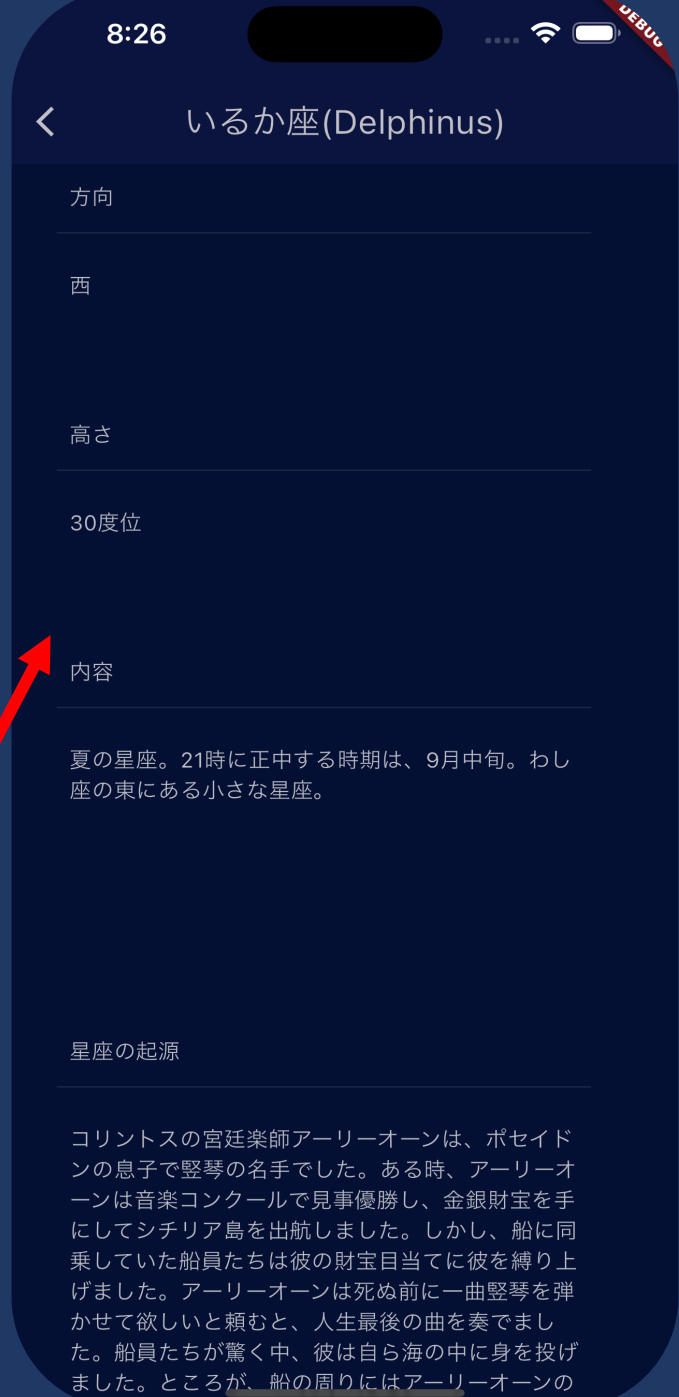 8:26
DEBUG
いるか座(Delphinus)
方向
西
高さ
30度位
内容
夏の星座。21時に正中する時期は、9月中旬。わし
座の東にある小さな星座。
星座の起源
コリントスの宮廷楽師アーリーオーンは、ポセイド
ンの息子で竪琴の名手でした。ある時、アーリーオ
ーンは音楽コンクールで見事優勝し、金銀財宝を手
にしてシチリア島を出航しました。しかし、船に同
乗していた船員たちは彼の財宝目当てに彼を縛り上
げました。アーリーオーンは死ぬ前に一曲竪琴を弾
かせて欲しいと頼むと、人生最後の曲を奏でまし
た。船員たちが驚く中、彼は自ら海の中に身を投げ
ました。ところが、船の周りにはアーリーオーンの